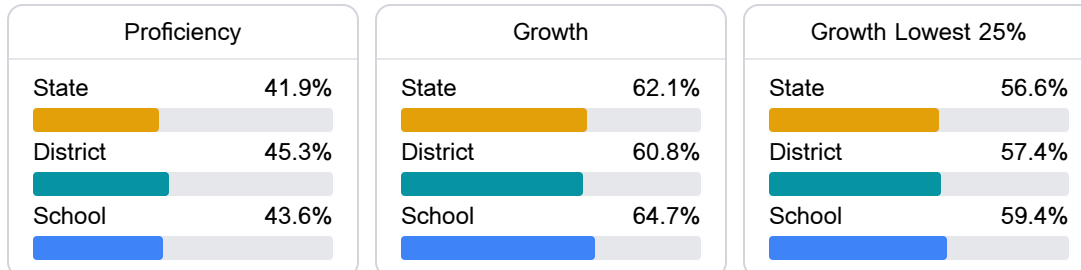 Proficiency
State 41.9%
District 45.3%
School 43.6%
Growth
State 62.1%
District 60.8%
School 64.7%
Growth Lowest 25%
State 56.6%
District 57.4%
School 59.4%